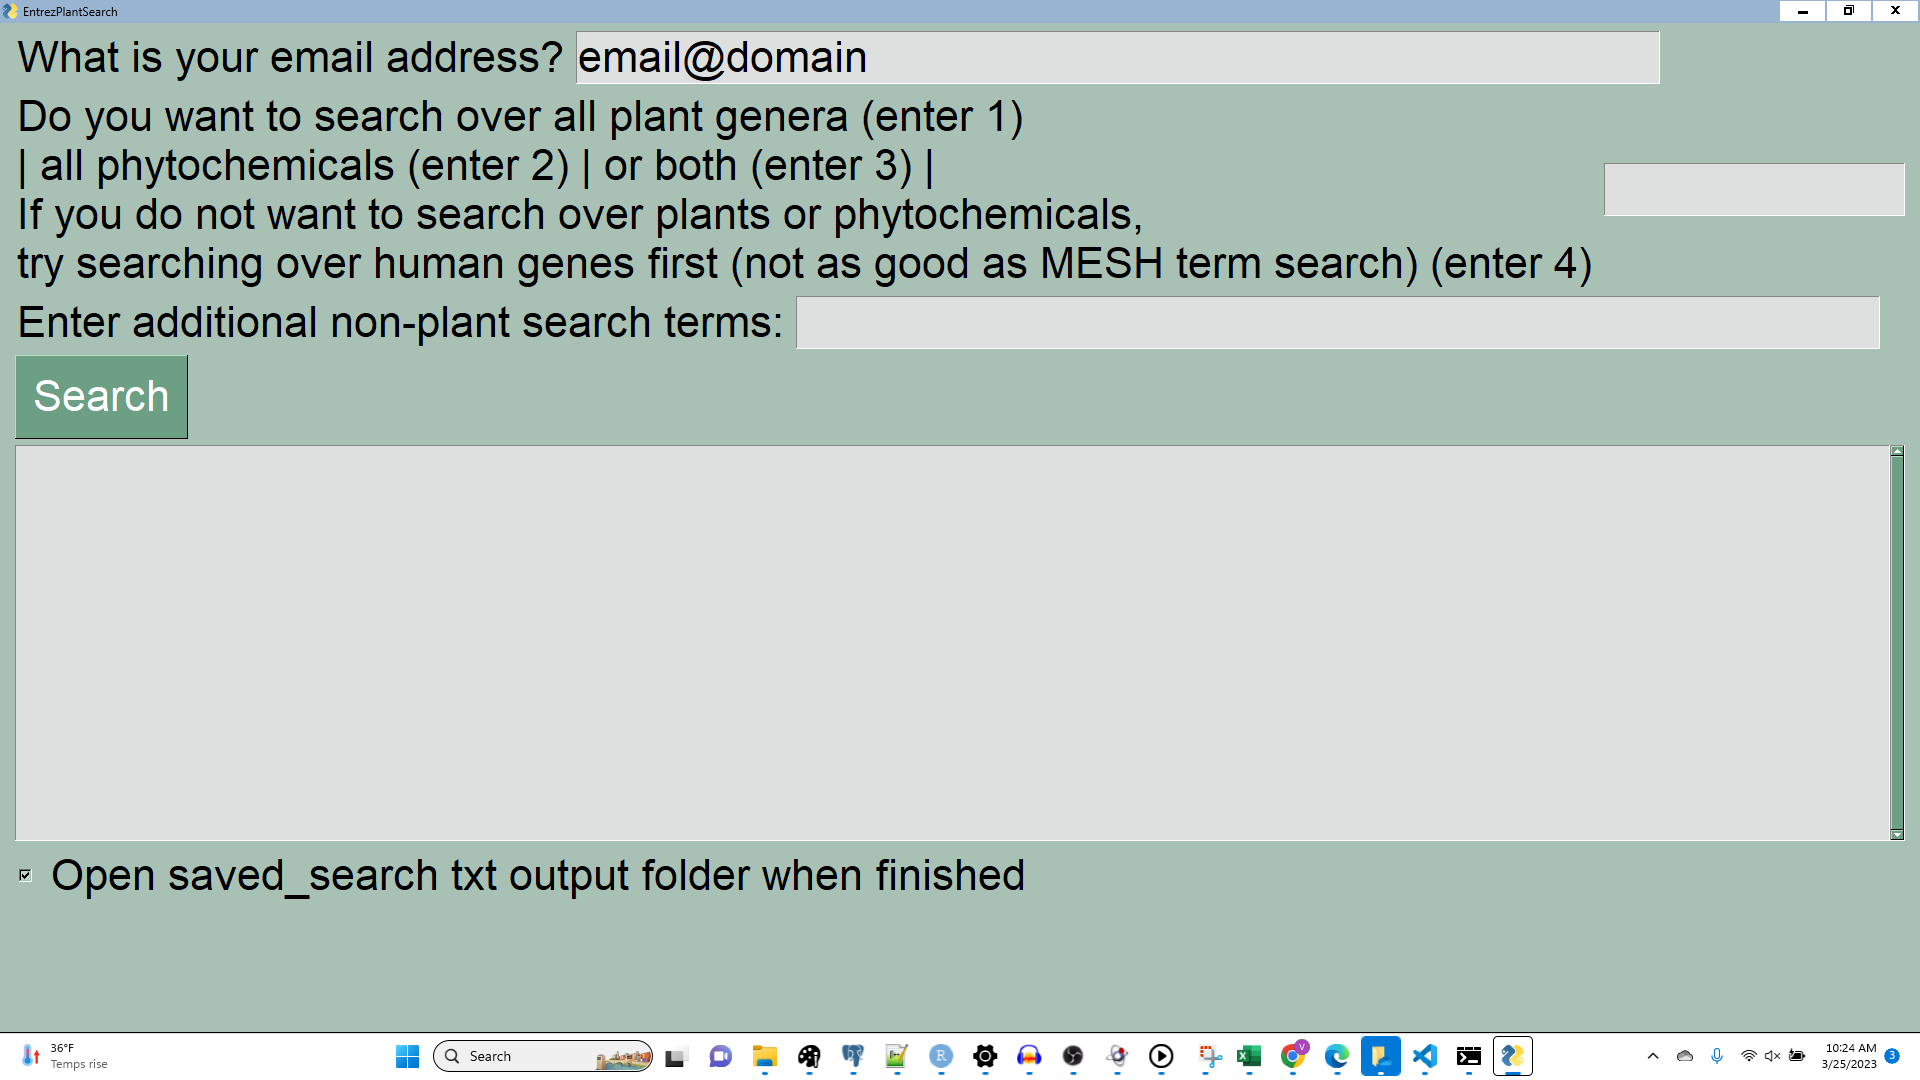 EntrezPlantSearch
What is your email address? email@domain
Do you want to search over all plant genera (enter 1)
| all phytochemicals (enter 2) | or both (enter 3) |
If you do not want to search over plants or phytochemicals,
try searching over human genes first (not as good as MESH term search) (enter 4)
Enter additional non-plant search terms:
Search
Open saved_search txt output folder when finished
36°F
Temps rise
Search
R
V
10:24 AM
3/25/2023
3